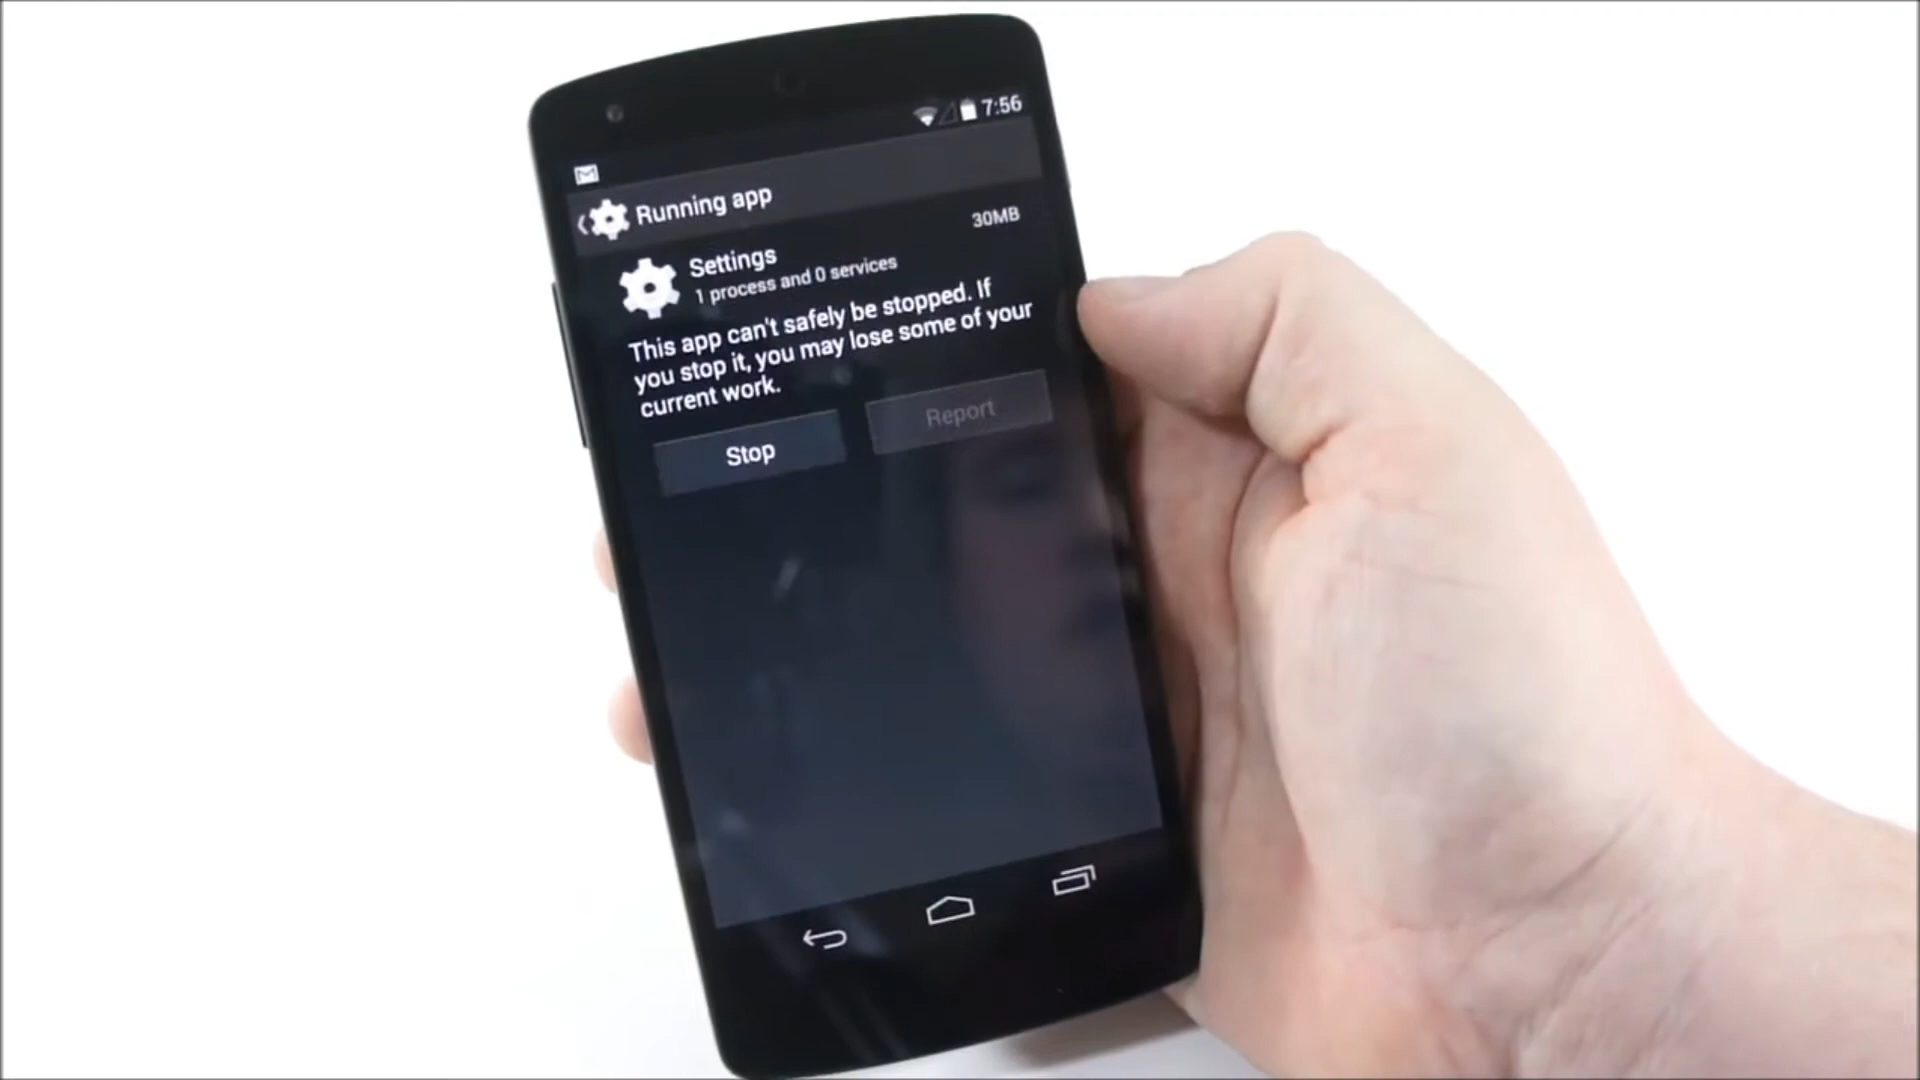 7:56
Running app
Settings
30MB
1 process and 0 services
This app can't safely be stopped. If
you stop it, you may lose some of your
current work.
Stop
Report